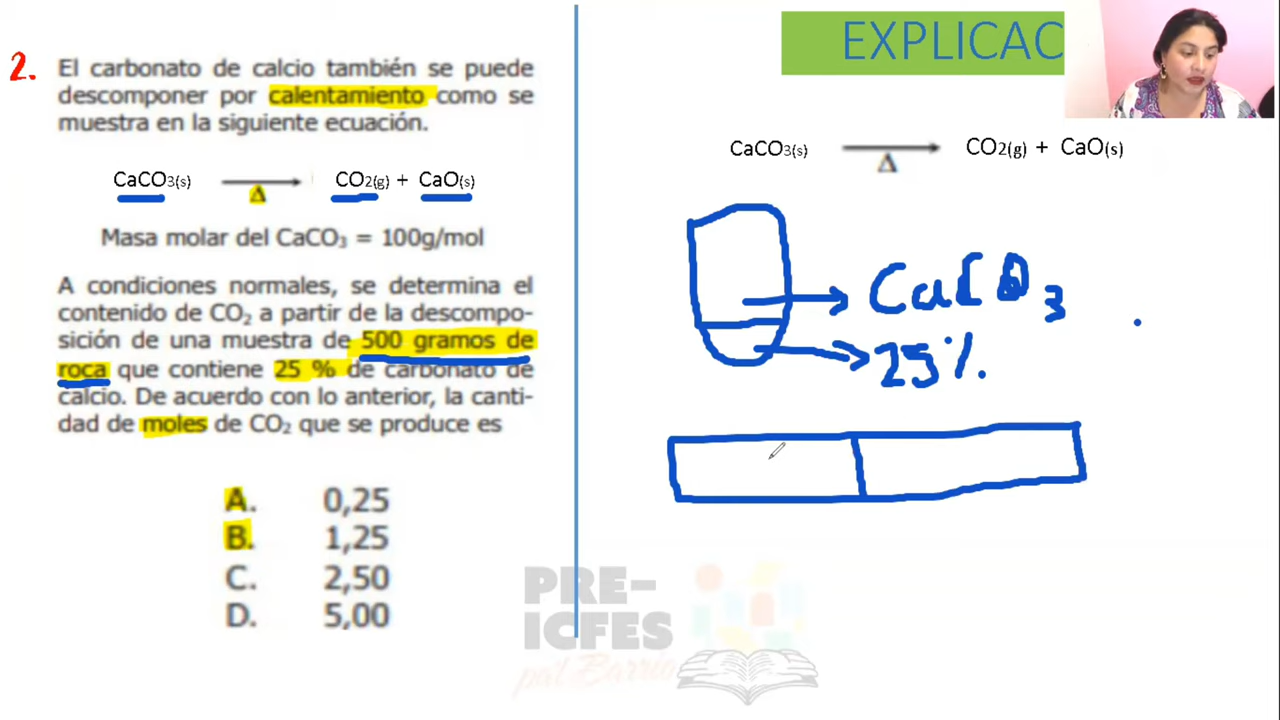 2.
El carbonato de calcio también se puede
descomponer por calentamiento como se
muestra en la siguiente ecuación.
CaCO3(s) → CO2(g) + CaO(s)
Δ
Masa molar del CaCO₃ = 100g/mol
A condiciones normales, se determina el
contenido de CO₂ a partir de la descompo-
sición de una muestra de 500 gramos de
roca que contiene 25 % de carbonato de
calcio. De acuerdo con lo anterior, la canti-
dad de moles de CO₂ que se produce es
A. 0,25
B. 1,25
C. 2,50
D. 5,00
EXPLICAC
CaCO3(s) → CO2(g) + CaO(s)
Δ
CaCO3
25%
PRE-
ICFES
pa'l Barrio